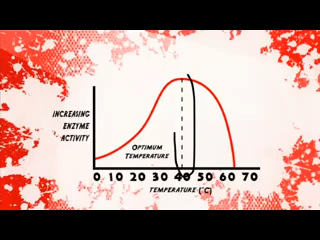 INCREASING
ENZYME
ACTIVITY
OPTIMUM
TEMPERATURE
0 10 20 30 40 50 60 70
TEMPERATURE (°C)